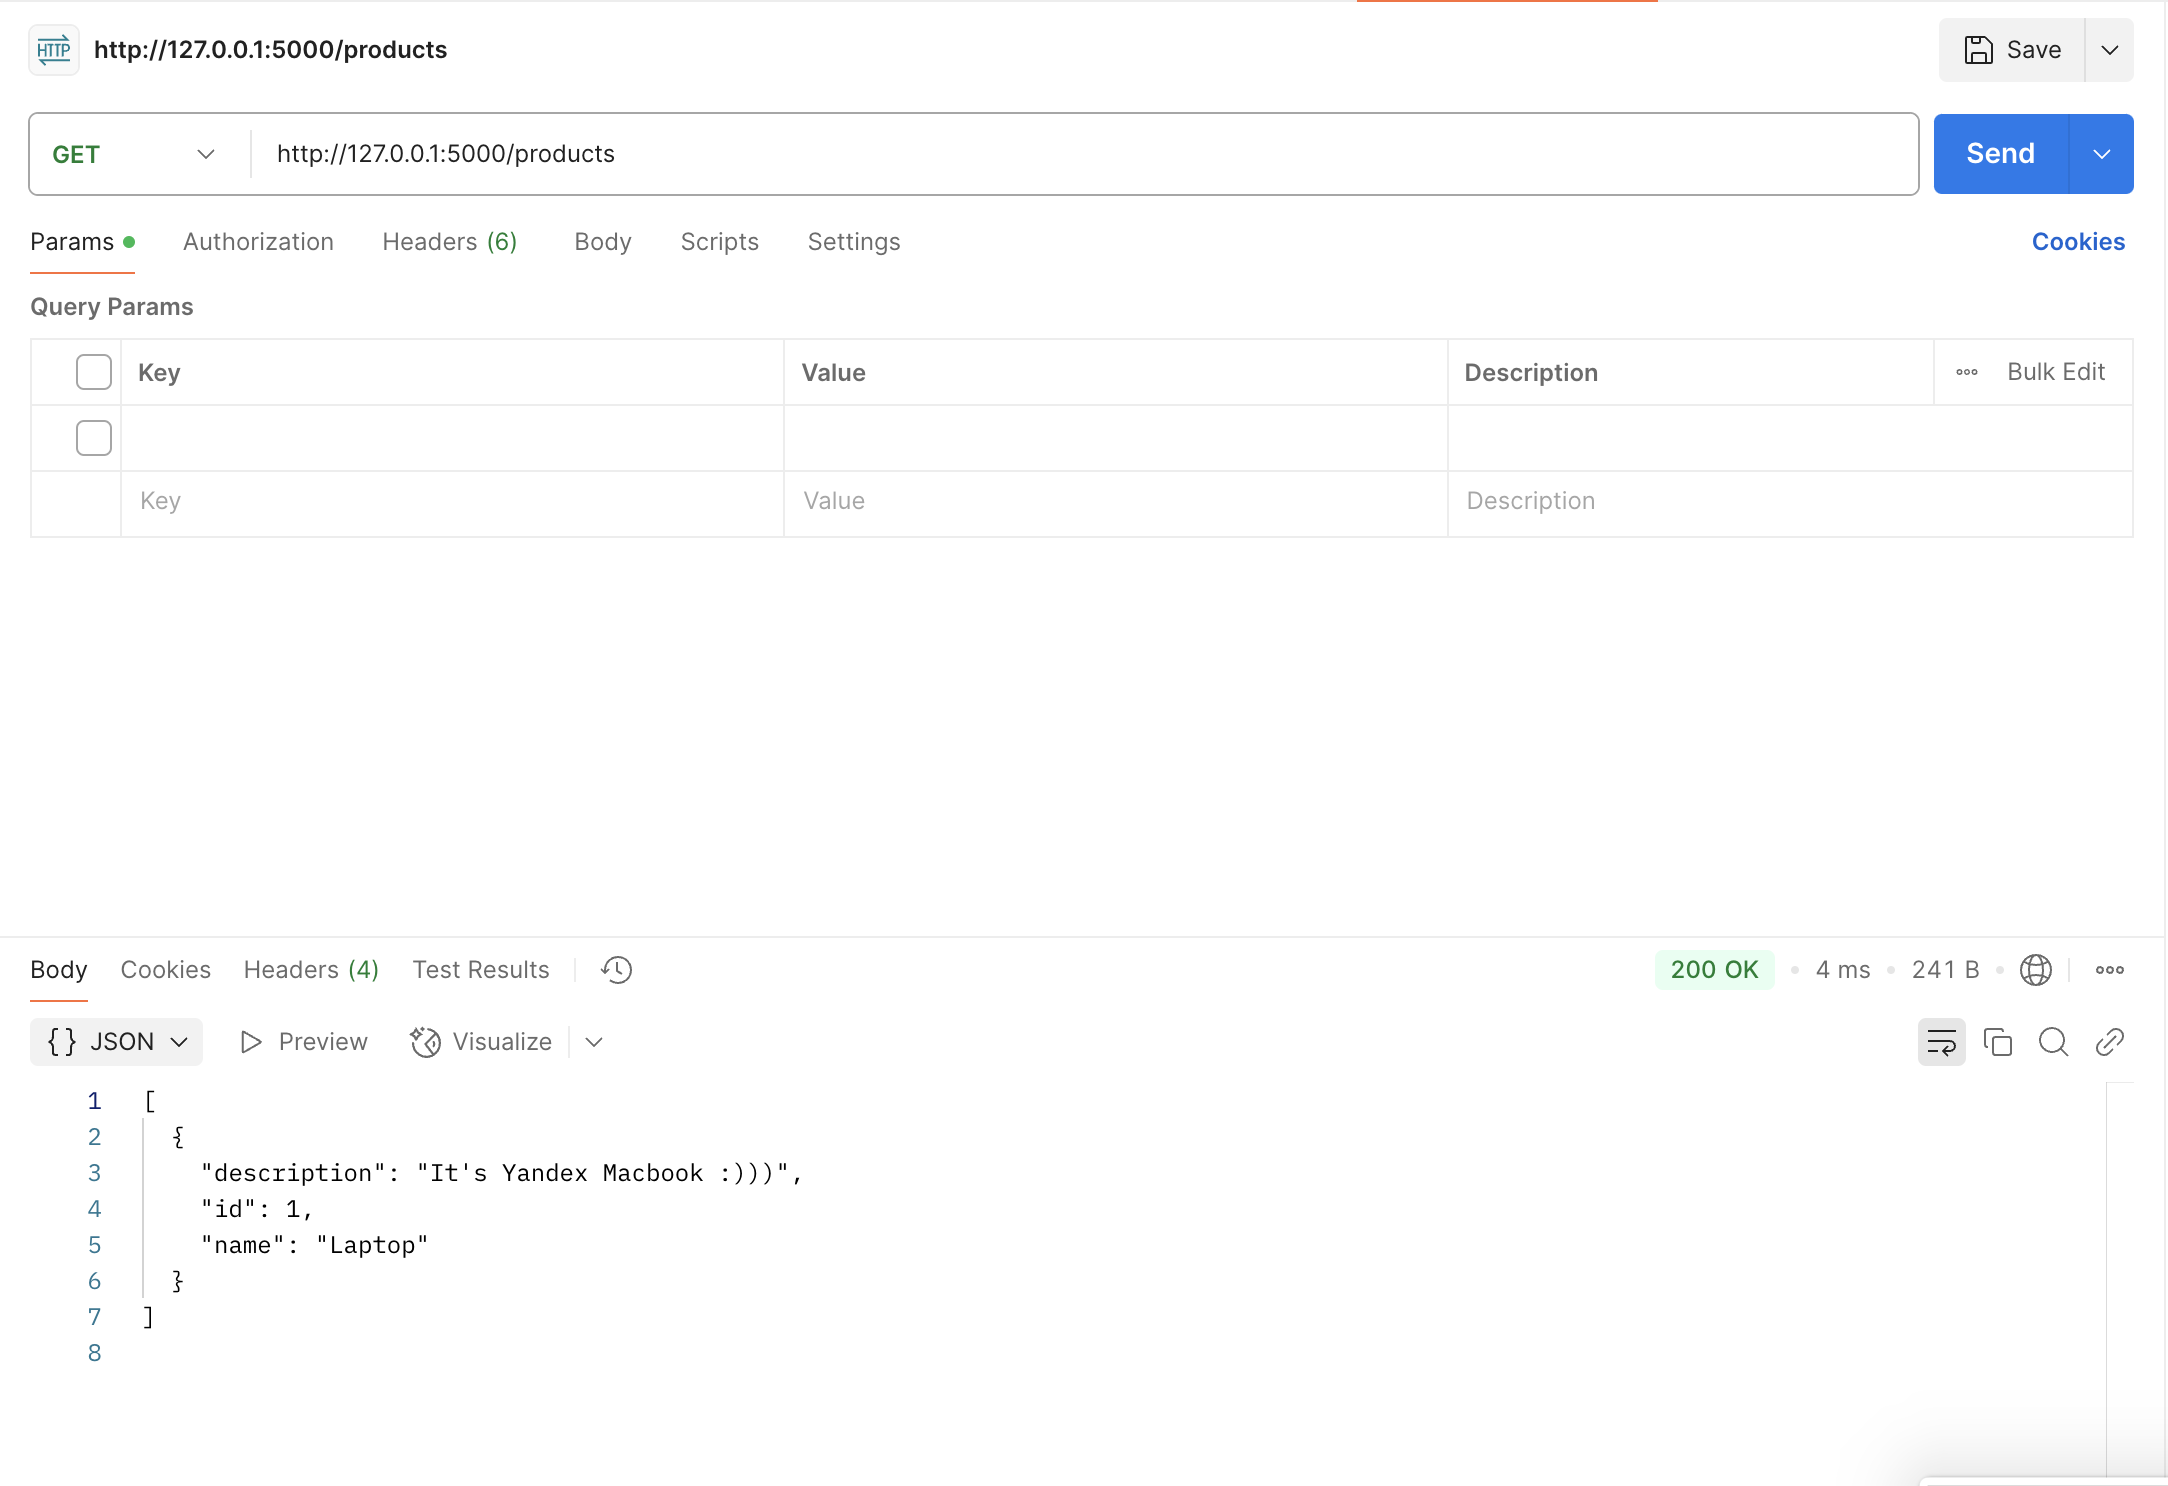 HTTP http://127.0.0.1:5000/products Save
GET http://127.0.0.1:5000/products Send
Params Authorization Headers (6) Body Scripts Settings Cookies
Query Params
Key Value Description Bulk Edit
Key Value Description
Body Cookies Headers (4) Test Results 200 OK 4 ms 241 B
{} JSON Preview Visualize
1 [
2 {
3 "description": "It's Yandex Macbook :)))",
4 "id": 1,
5 "name": "Laptop"
6 }
7 ]
8